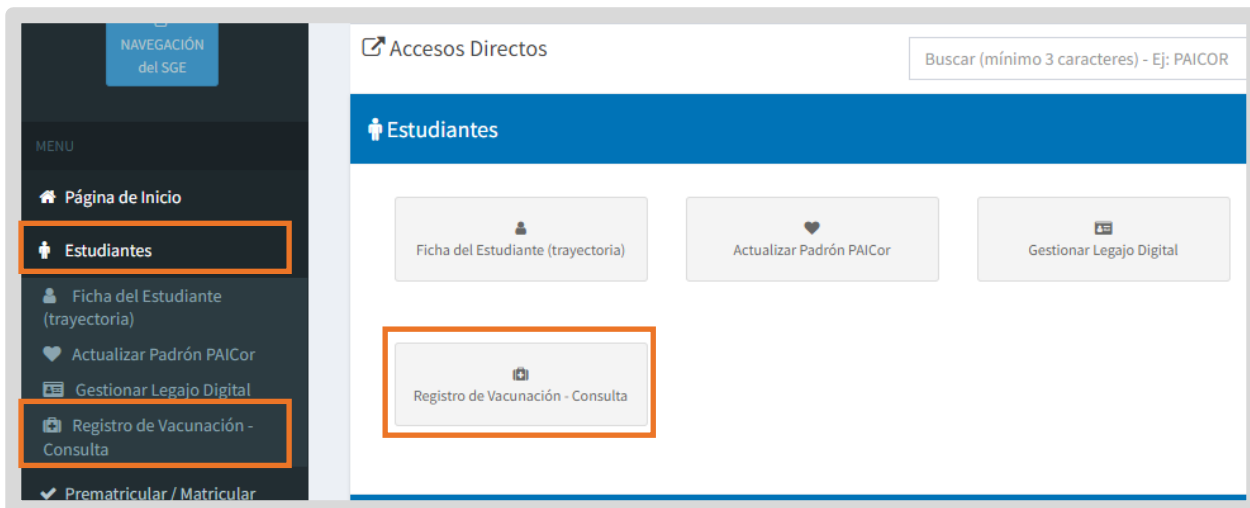 NAVEGACIÓN
del SGE
MENU
Página de Inicio
Estudiantes
Ficha del Estudiante
(trayectoria)
Actualizar Padrón PAICor
Gestionar Legajo Digital
Registro de Vacunación -
Consulta
Prematricular / Matricular
Accesos Directos
Buscar (mínimo 3 caracteres) - Ej: PAICOR
Estudiantes
Ficha del Estudiante (trayectoria)
Actualizar Padrón PAICor
Gestionar Legajo Digital
Registro de Vacunación - Consulta